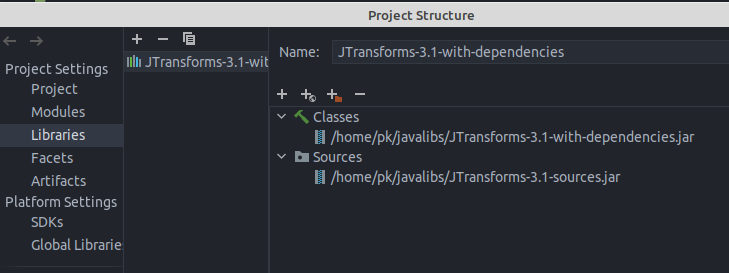 Project Structure
Project Settings
Project
Modules
Libraries
Facets
Artifacts
Platform Settings
SDKs
Global Libraries
JTransforms-3.1-wit
Name: JTransforms-3.1-with-dependencies
Classes
/home/pk/javalibs/JTransforms-3.1-with-dependencies.jar
Sources
/home/pk/javalibs/JTransforms-3.1-sources.jar